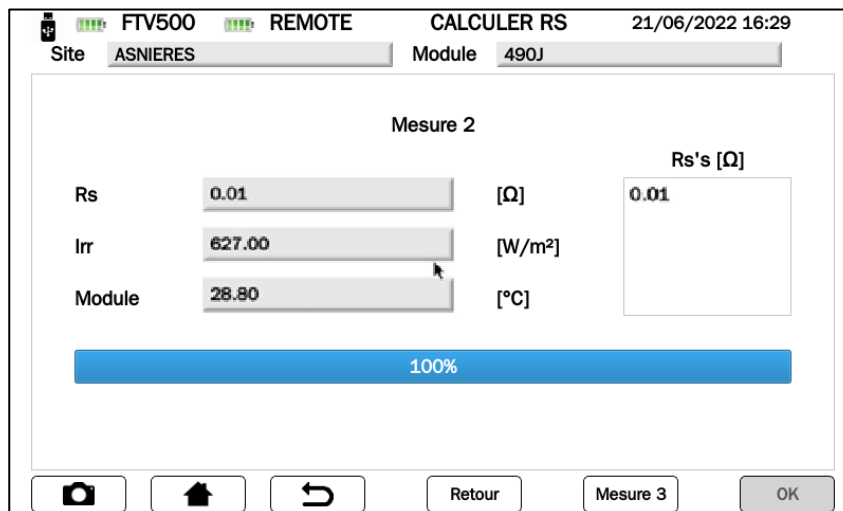 FTV500 REMOTE CALCULER RS 21/06/2022 16:29
Site ASNIERES Module 490J
Mesure 2
Rs's [Ω]
Rs 0.01 [Ω] 0.01
Irr 627.00 [W/m²]
Module 28.80 [°C]
100%
Retour Mesure 3 OK